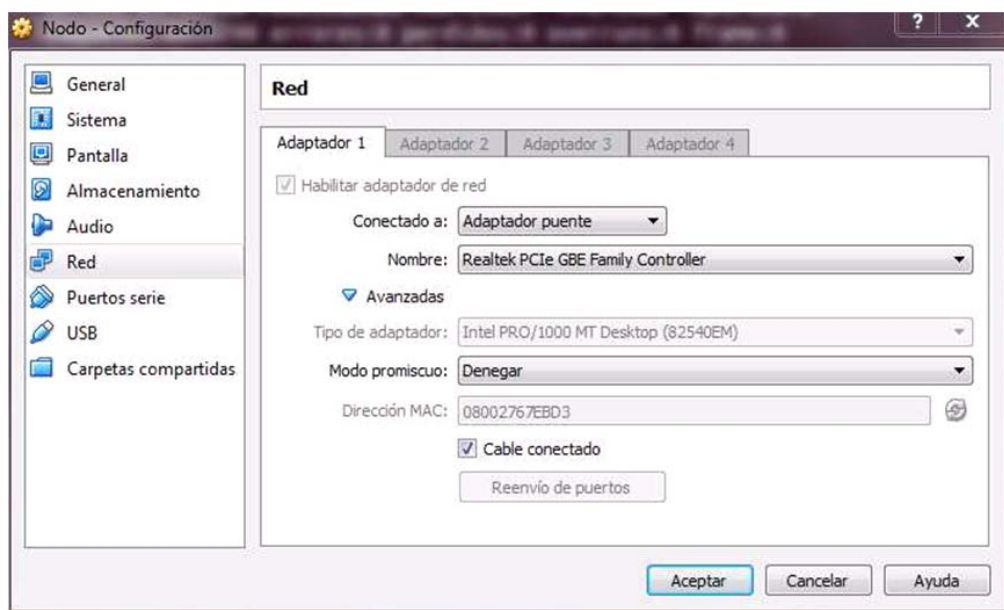 Nodo - Configuración
General
Sistema
Pantalla
Almacenamiento
Audio
Red
Puertos serie
USB
Carpetas compartidas
Red
Adaptador 1 Adaptador 2 Adaptador 3 Adaptador 4
Habilitar adaptador de red
Conectado a: Adaptador puente
Nombre: Realtek PCIe GBE Family Controller
Avanzadas
Tipo de adaptador: Intel PRO/1000 MT Desktop (82540EM)
Modo promiscuo: Denegar
Dirección MAC: 08002767EBD3
Cable conectado
Reenvío de puertos
Aceptar Cancelar Ayuda